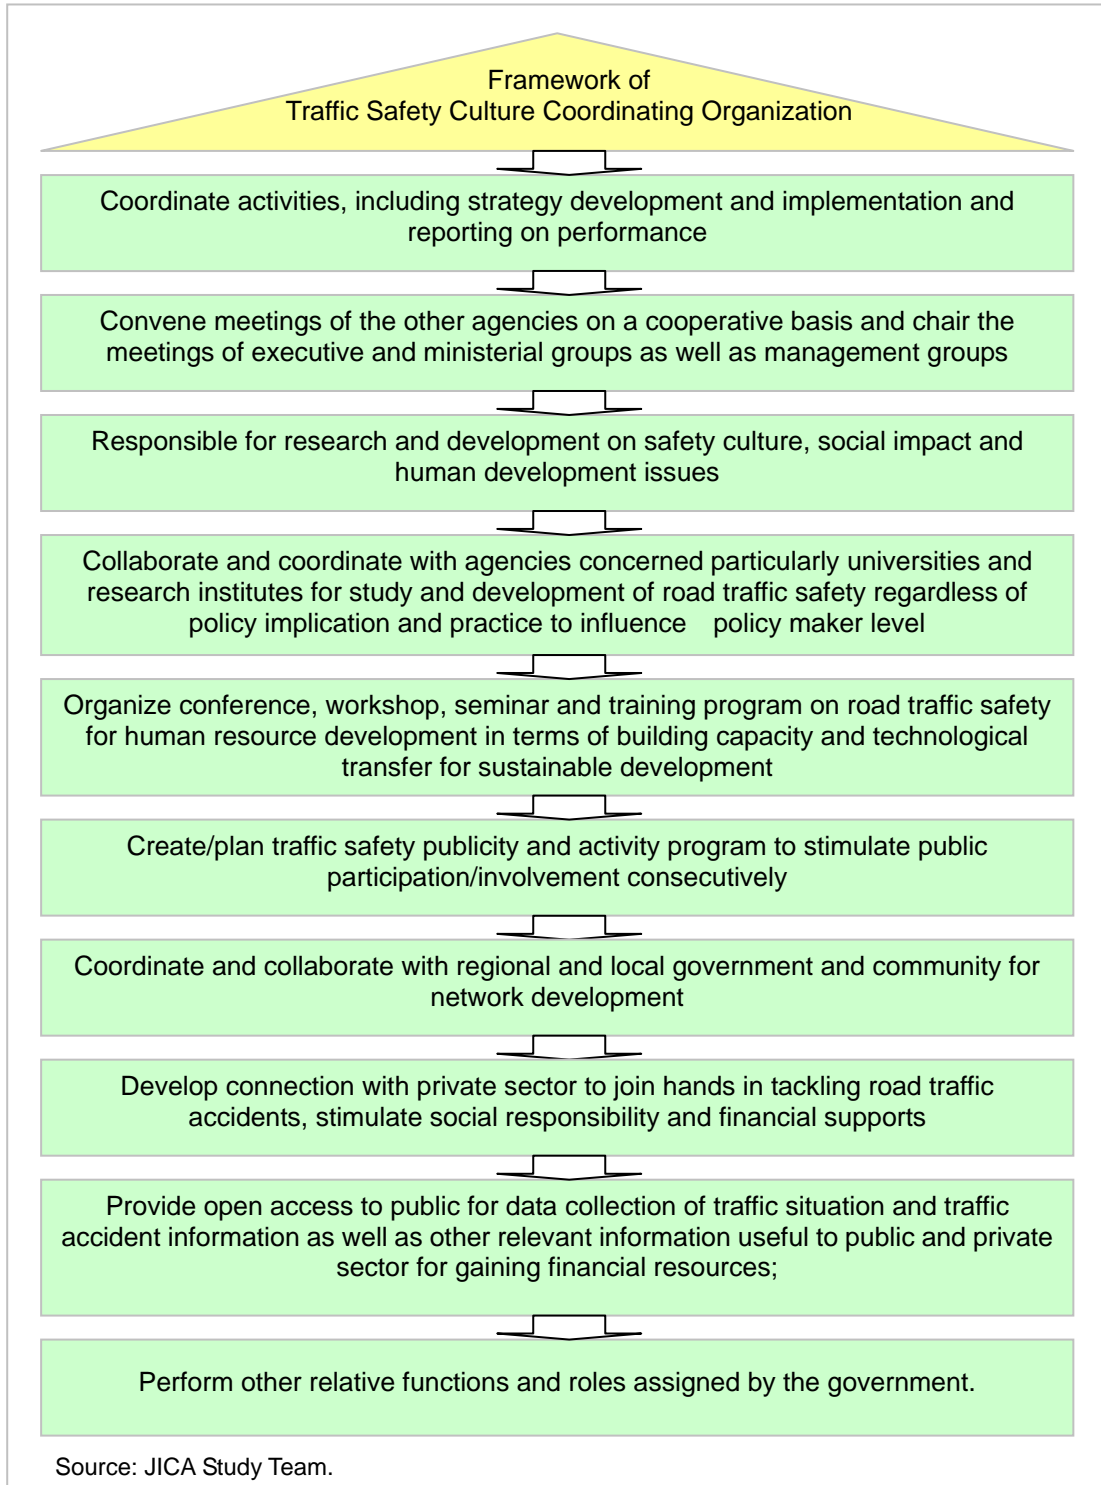 Framework of
Traffic Safety Culture Coordinating Organization
Coordinate activities, including strategy development and implementation and
reporting on performance
Convene meetings of the other agencies on a cooperative basis and chair the
meetings of executive and ministerial groups as well as management groups
Responsible for research and development on safety culture, social impact and
human development issues
Collaborate and coordinate with agencies concerned particularly universities and
research institutes for study and development of road traffic safety regardless of
policy implication and practice to influence policy maker level
Organize conference, workshop, seminar and training program on road traffic safety
for human resource development in terms of building capacity and technological
transfer for sustainable development
Create/plan traffic safety publicity and activity program to stimulate public
participation/involvement consecutively
Coordinate and collaborate with regional and local government and community for
network development
Develop connection with private sector to join hands in tackling road traffic
accidents, stimulate social responsibility and financial supports
Provide open access to public for data collection of traffic situation and traffic
accident information as well as other relevant information useful to public and private
sector for gaining financial resources;
Perform other relative functions and roles assigned by the government.
Source: JICA Study Team.